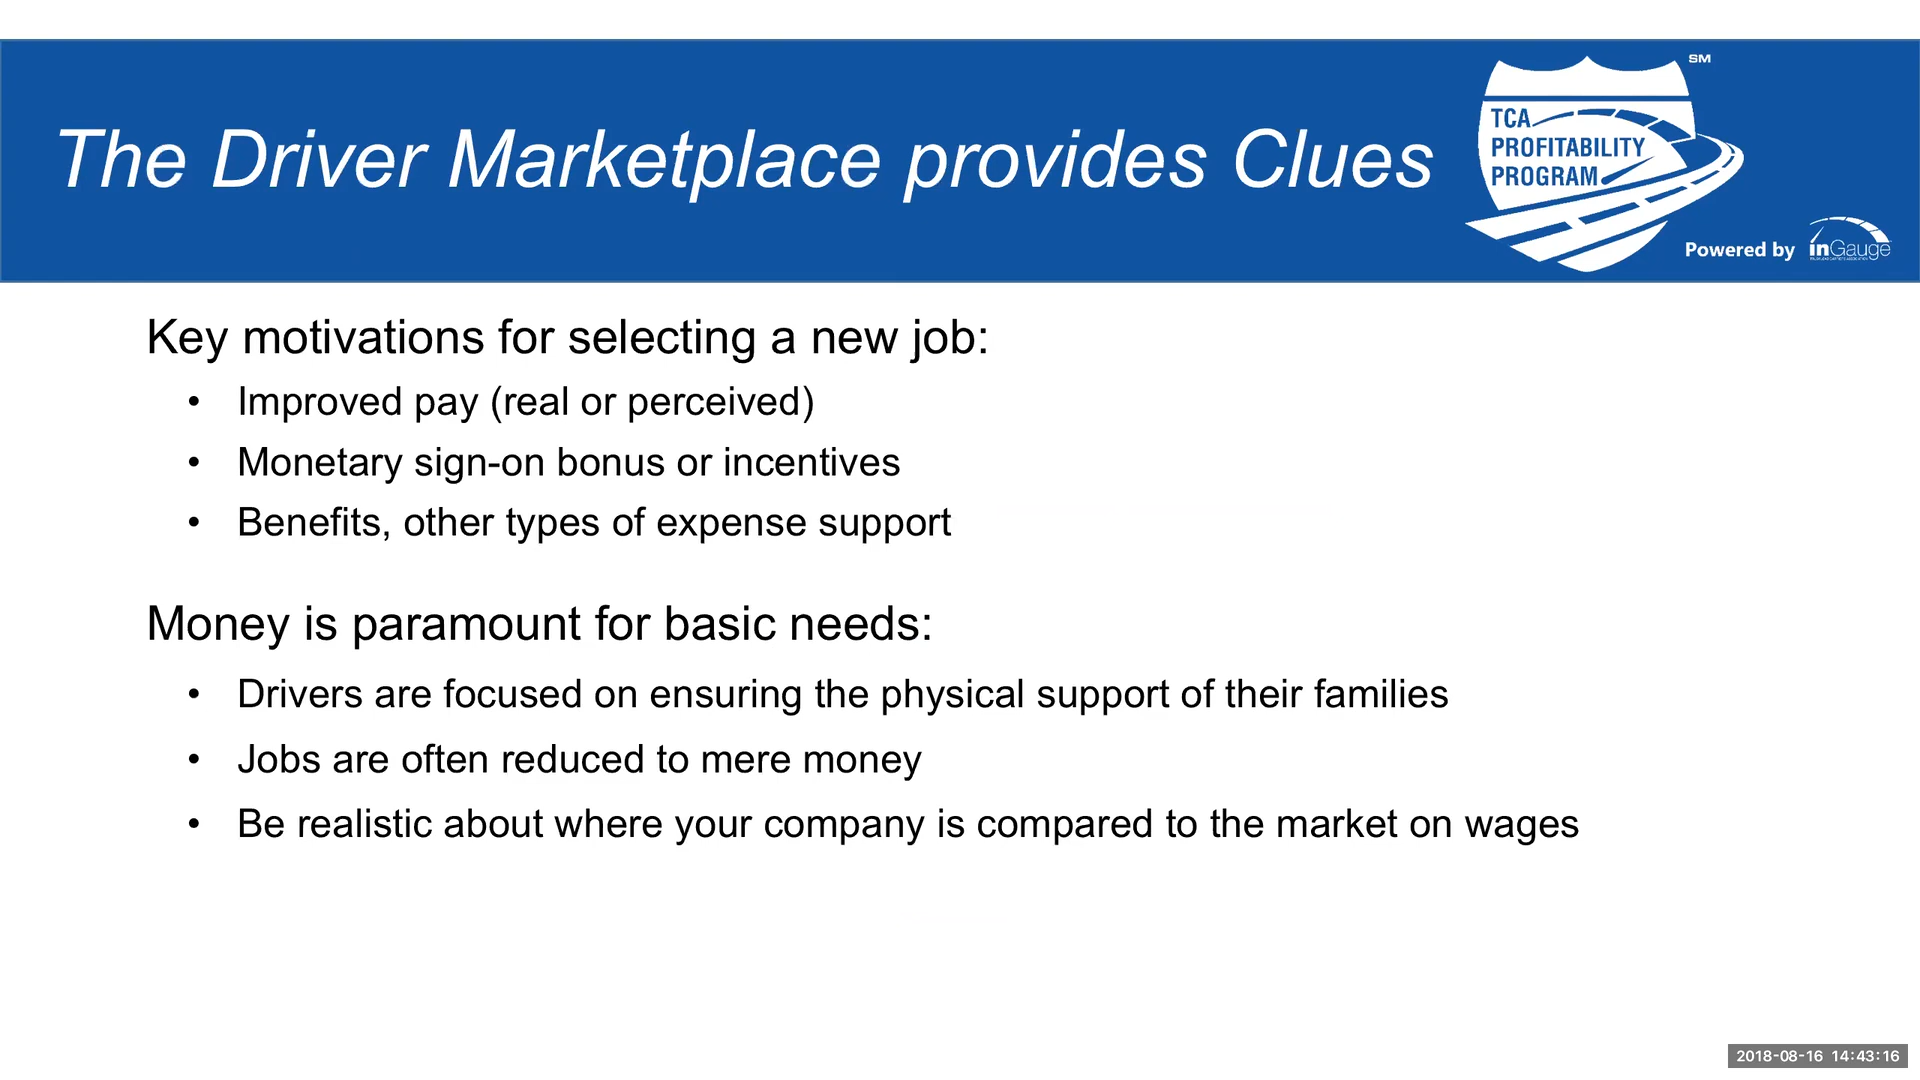 The Driver Marketplace provides Clues
SM
TCA
PROFITABILITY
PROGRAM
Powered by inGauge
Key motivations for selecting a new job:
• Improved pay (real or perceived)
• Monetary sign-on bonus or incentives
• Benefits, other types of expense support
Money is paramount for basic needs:
• Drivers are focused on ensuring the physical support of their families
• Jobs are often reduced to mere money
• Be realistic about where your company is compared to the market on wages
2018-08-16 14:43:16